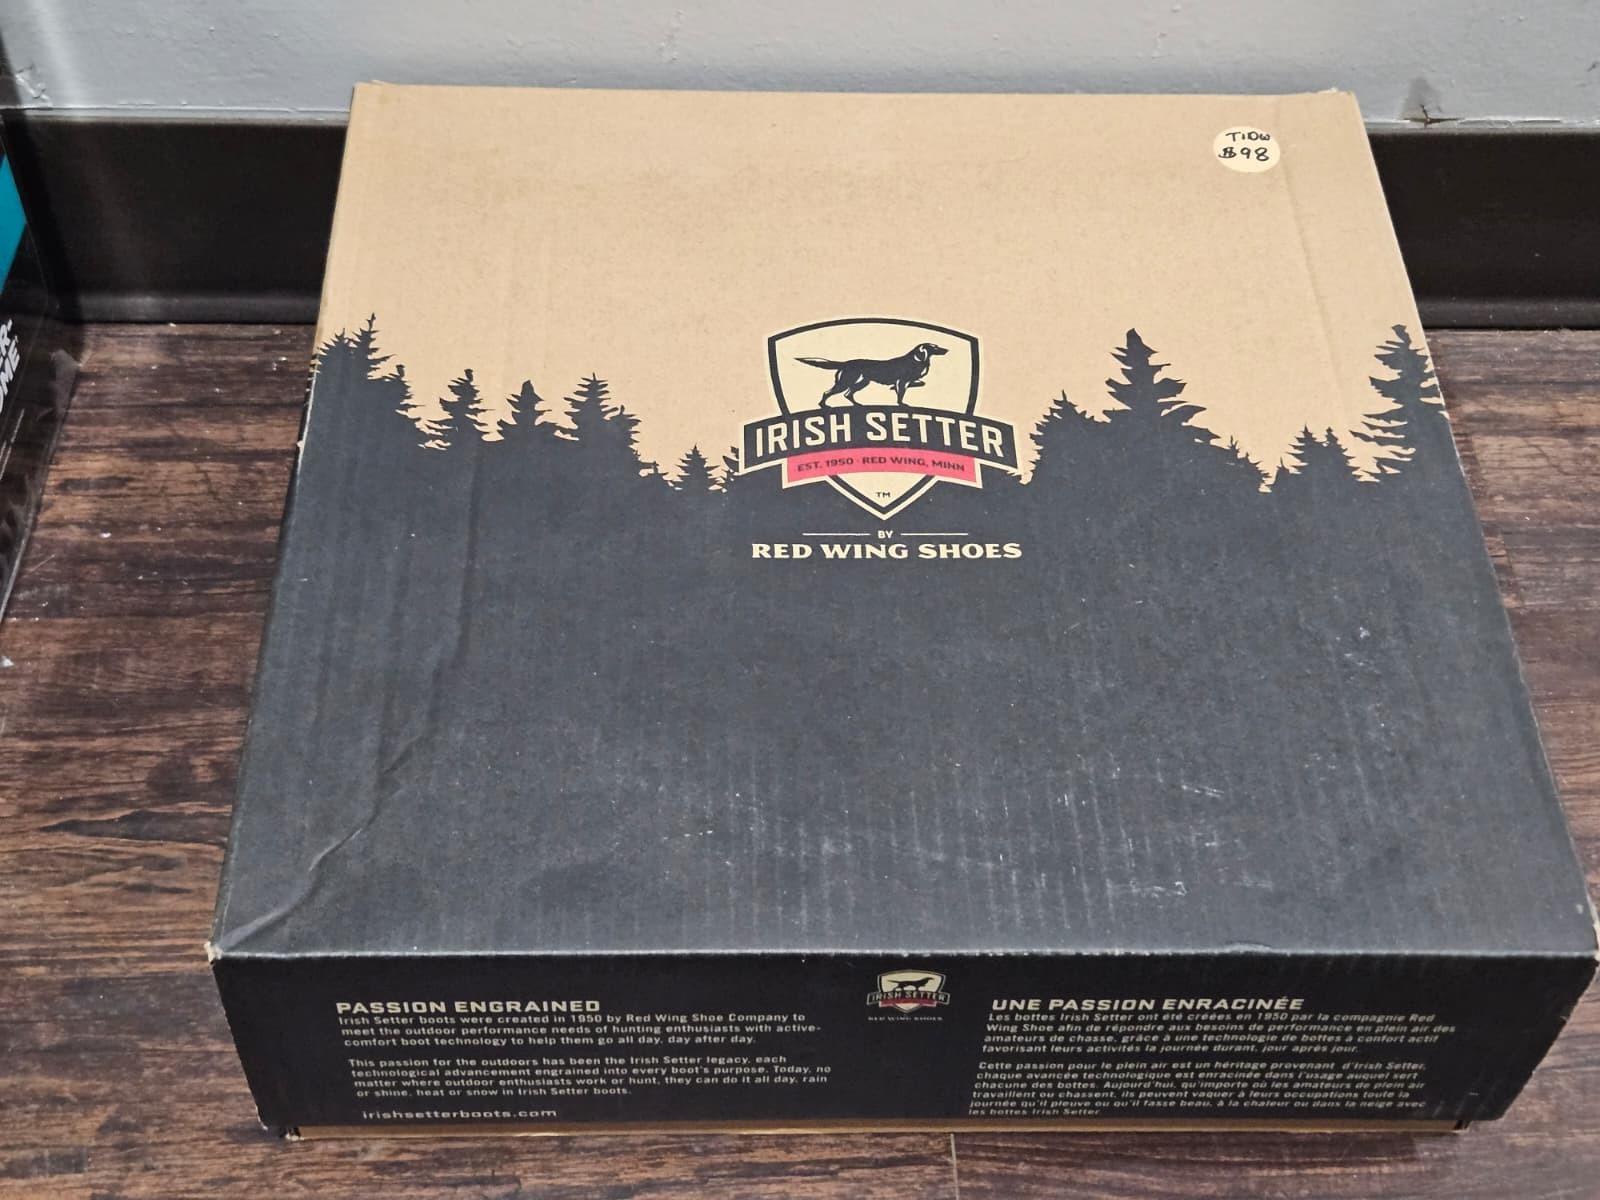 TIDW
$98
IRISH SETTER
EST. 1950 · RED WING, MINN
TM
BY
RED WING SHOES
PASSION ENGRAINED
Irish Setter boots were created in 1950 by Red Wing Shoe Company to
meet the outdoor performance needs of hunting enthusiasts with active-
comfort boot technology to help them go all day, day after day.
This passion for the outdoors has been the Irish Setter legacy, each
technological advancement engrained into every boot's purpose. Today, no
matter where outdoor enthusiasts work or hunt, they can do it all day, rain
or shine, heat or snow in Irish Setter boots.
irishsetterboots.com
IRISH SETTER
RED WING SHOES
UNE PASSION ENRACINÉE
Les bottes Irish Setter ont été créées en 1950 par la compagnie Red
Wing Shoe afin de répondre aux besoins de performance en plein air des
amateurs de chasse, grâce à une technologie de bottes à confort actif
favorisant leurs activités la journée durant, jour après jour.
Cette passion pour le plein air est un héritage provenant d'Irish Setter,
chaque avancée technologique est enracinée dans l'usage auquel sert
chacune des bottes. Aujourd'hui, qu'importe où les amateurs de plein air
travaillent ou chassent, ils peuvent vaquer à leurs occupations toute la
journée qu'il pleuve ou qu'il fasse beau, à la chaleur ou dans la neige avec
les bottes Irish Setter.